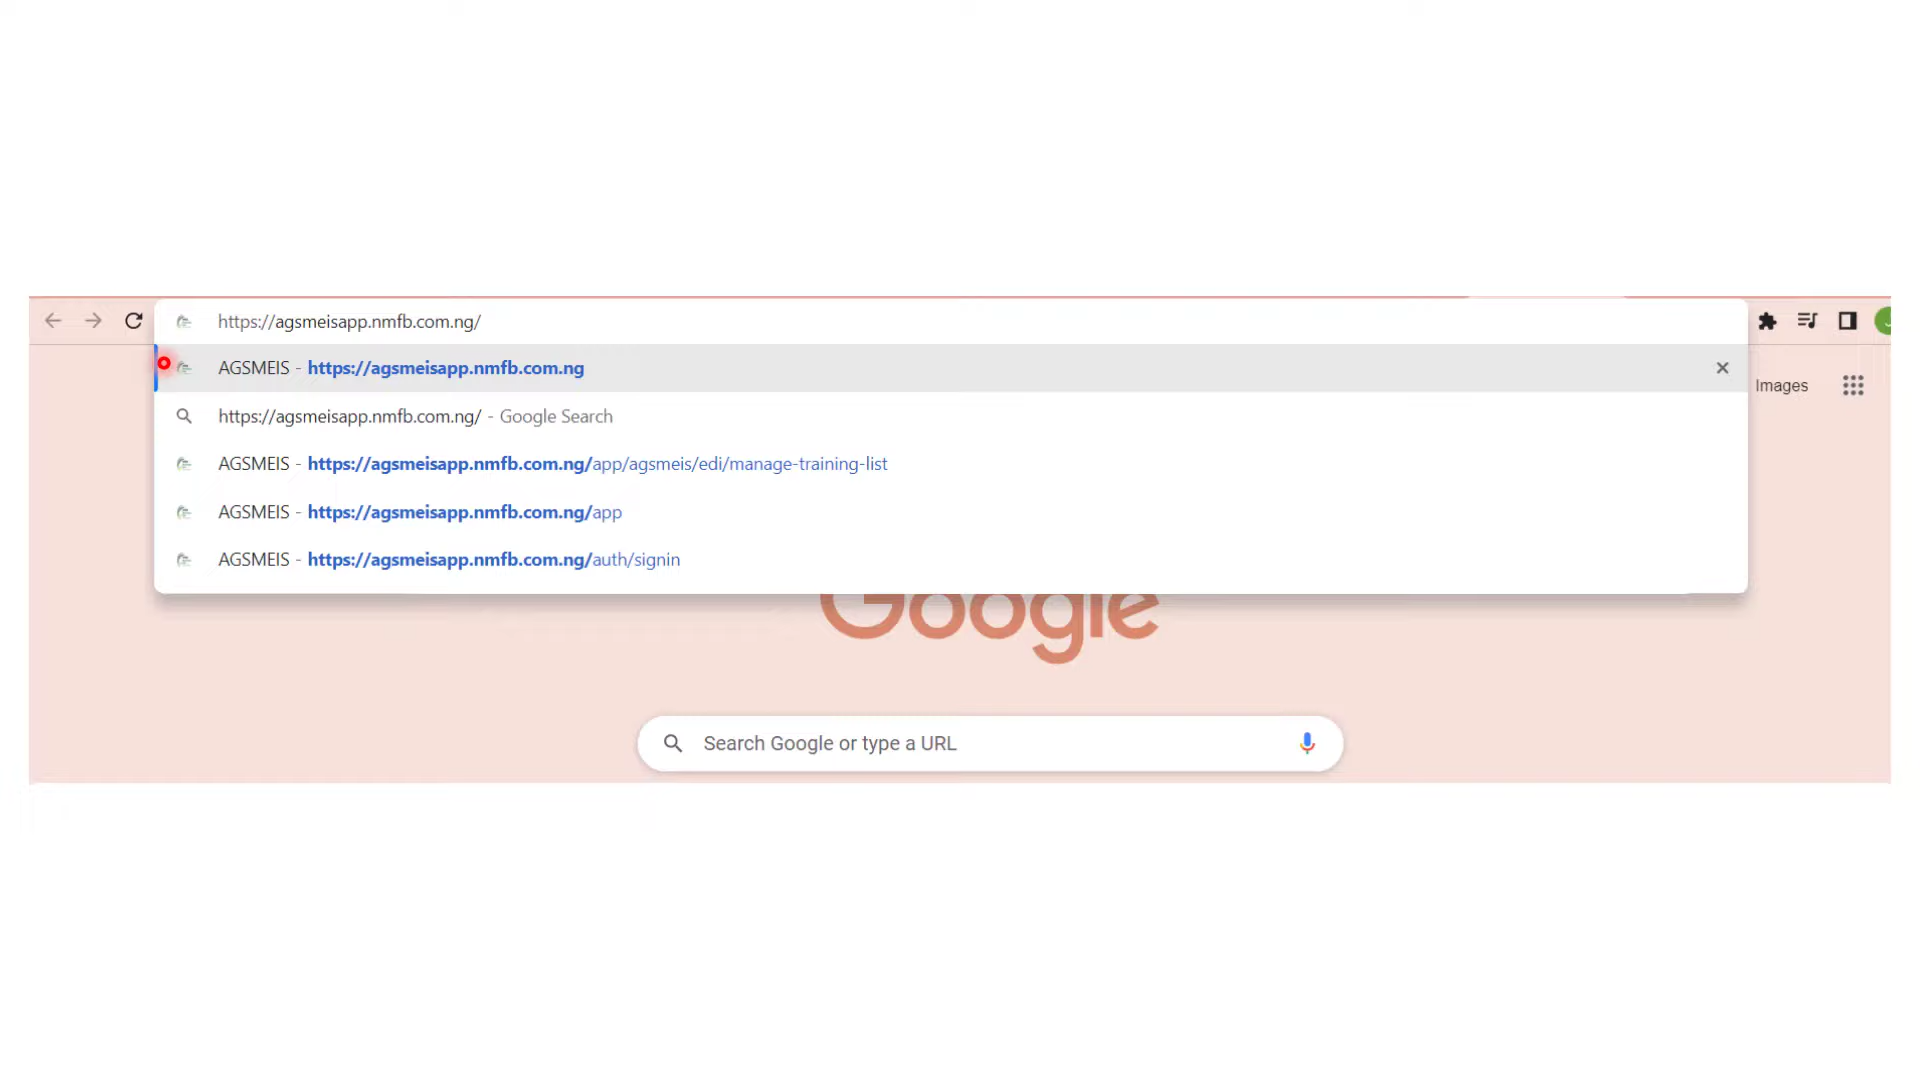 https://agsmeisapp.nmfb.com.ng/
AGSMEIS - https://agsmeisapp.nmfb.com.ng
https://agsmeisapp.nmfb.com.ng/ - Google Search
AGSMEIS - https://agsmeisapp.nmfb.com.ng/app/agsmeis/edi/manage-training-list
AGSMEIS - https://agsmeisapp.nmfb.com.ng/app
AGSMEIS - https://agsmeisapp.nmfb.com.ng/auth/signin
Images
Google
Search Google or type a URL